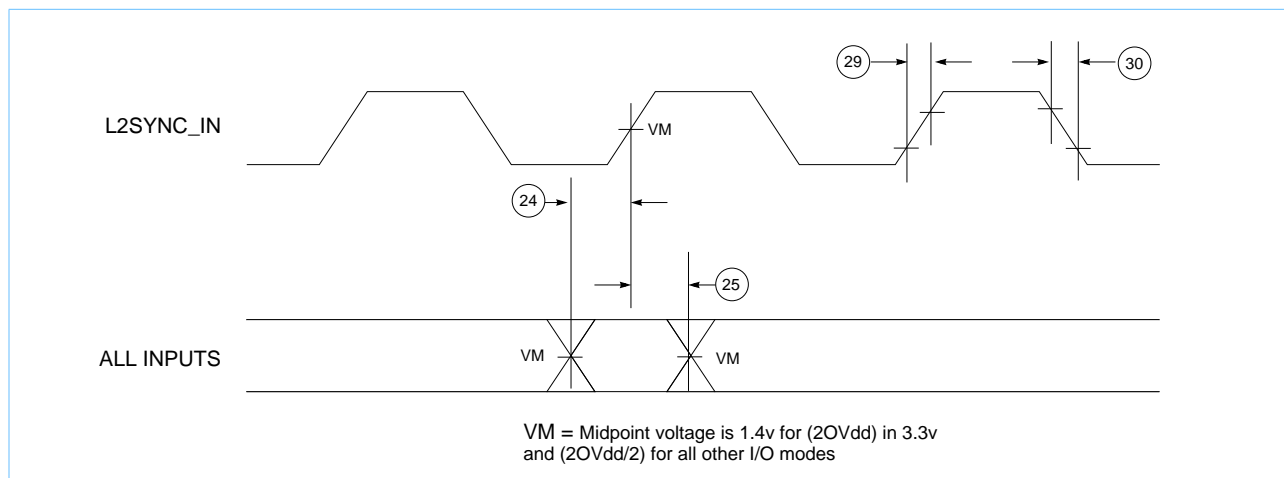 29
30
L2SYNC_IN
VM
24
25
ALL INPUTS
VM
VM
VM = Midpoint voltage is 1.4v for (2OVdd) in 3.3v
and (2OVdd/2) for all other I/O modes